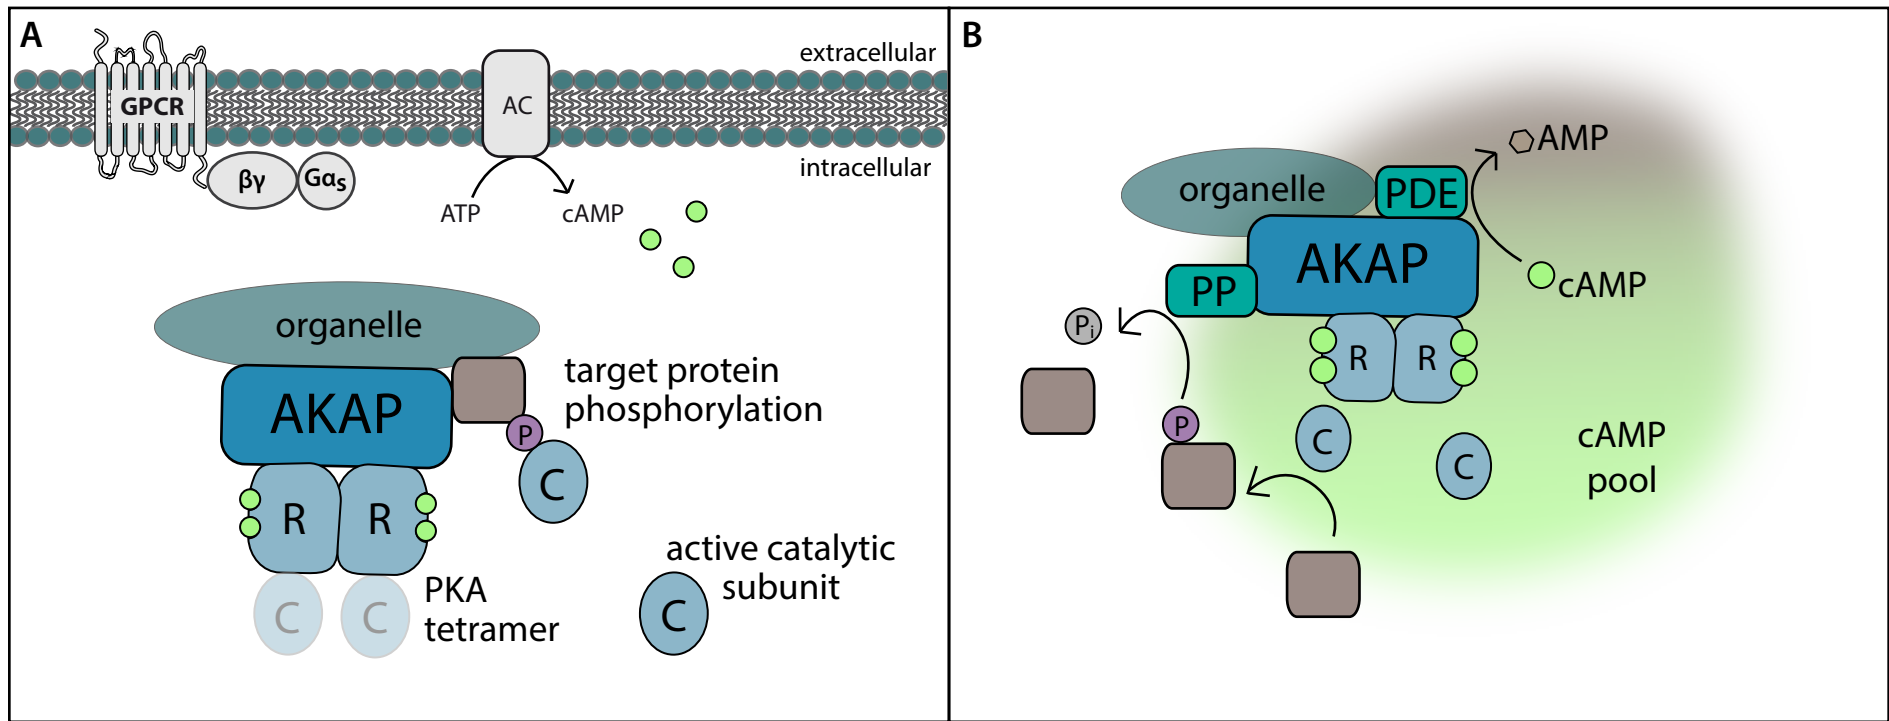 A
extracellular
GPCR
AC
intracellular
βγ
Gαs
ATP
cAMP
organelle
AKAP
target protein
phosphorylation
P
C
R
R
active catalytic
subunit
C
C
PKA
tetramer
C
B
AMP
organelle
PDE
AKAP
cAMP
PP
Pi
R
R
P
C
C
cAMP
pool